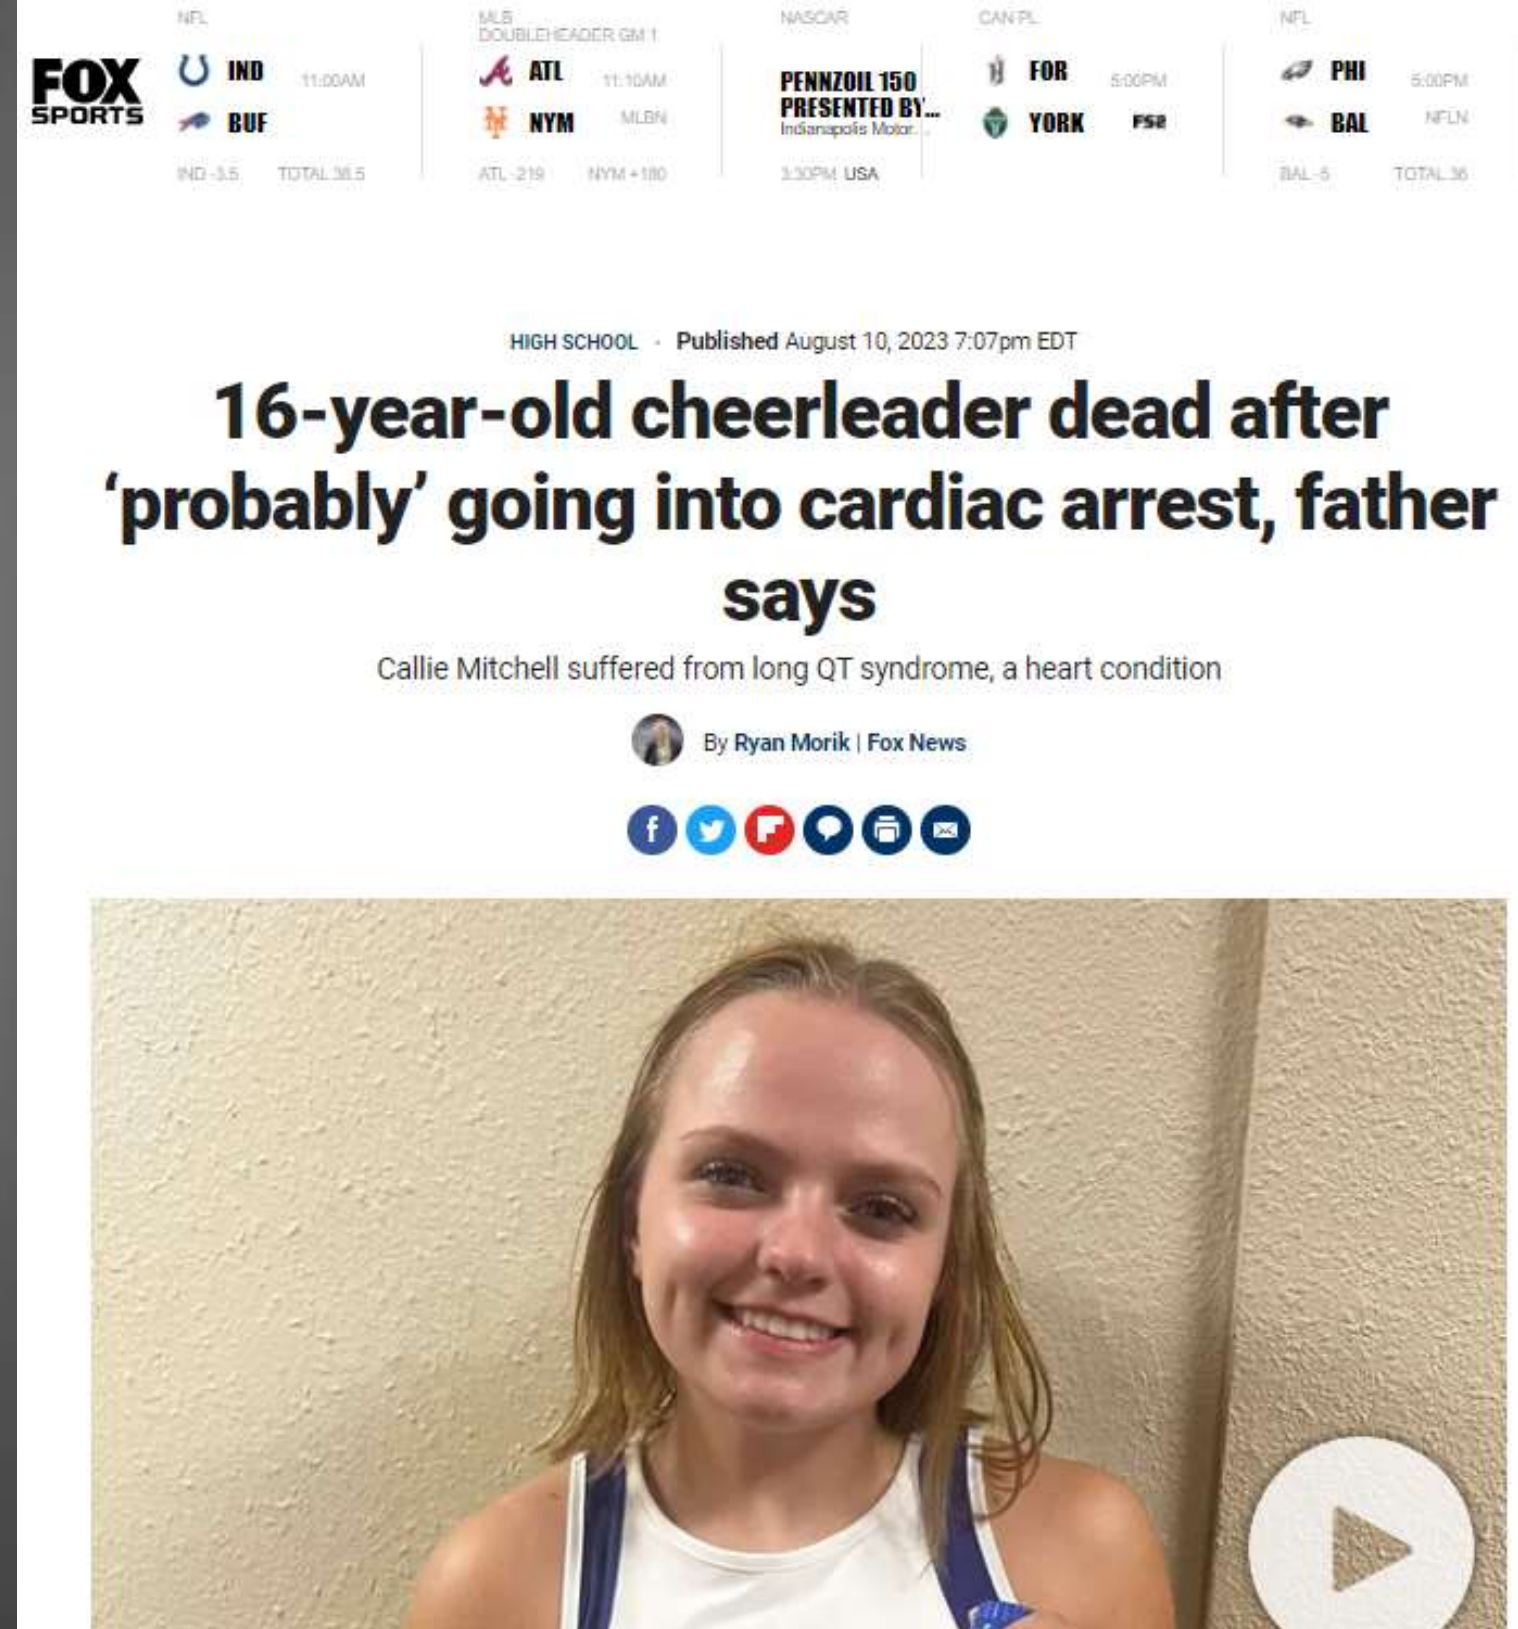 NFL
IND 11:00AM
BUF
IND -3.5 TOTAL 38.5
MLB
DOUBLEHEADER GM 1
ATL 11:10AM
NYM MLBN
ATL -219 NYM +180
NASCAR
PENNZOIL 150
PRESENTED BY...
Indianapolis Motor...
3:30PM USA
CAN PL
FOR 5:00PM
YORK FS2
NFL
PHI 5:00PM
BAL NFLN
BAL -5 TOTAL 36
FOX
SPORTS
HIGH SCHOOL · Published August 10, 2023 7:07pm EDT
16-year-old cheerleader dead after
‘probably’ going into cardiac arrest, father
says
Callie Mitchell suffered from long QT syndrome, a heart condition
By Ryan Morik | Fox News